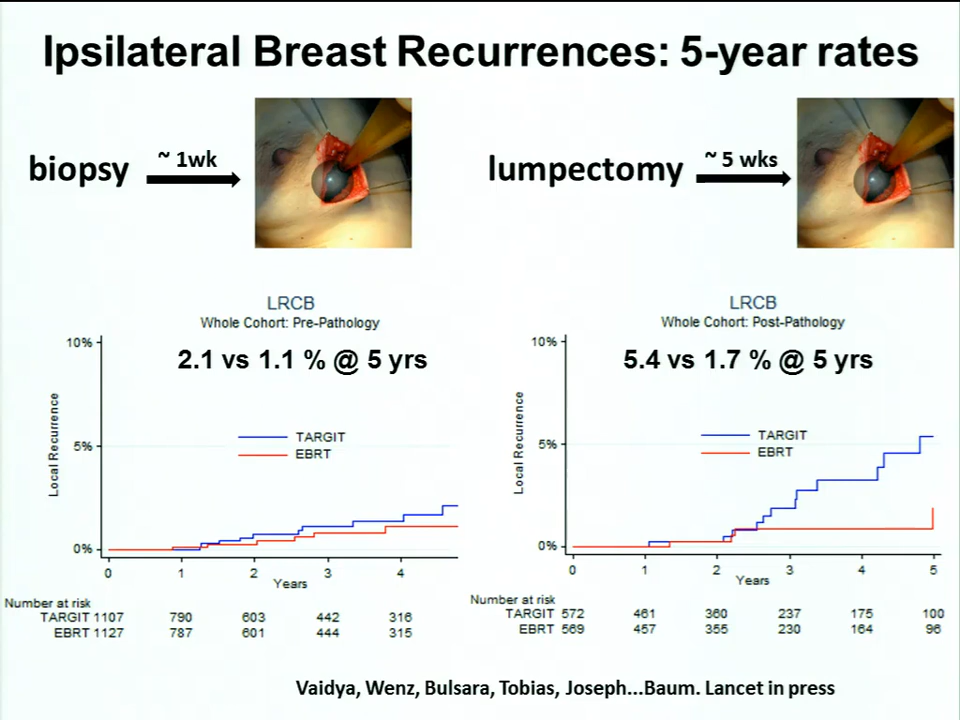 Ipsilateral Breast Recurrences: 5-year rates
biopsy ~ 1wk
lumpectomy ~ 5 wks
LRCB
Whole Cohort: Pre-Pathology
2.1 vs 1.1 % @ 5 yrs
10%
5%
0%
Local Recurrence
TARGIT
EBRT
0 1 2 3 4
Years
Number at risk
TARGIT 1107 790 603 442 316
EBRT 1127 787 601 444 315
LRCB
Whole Cohort: Post-Pathology
5.4 vs 1.7 % @ 5 yrs
10%
5%
0%
Local Recurrence
TARGIT
EBRT
0 1 2 3 4 5
Years
Number at risk
TARGIT 572 461 360 237 175 100
EBRT 569 457 355 230 164 96
Vaidya, Wenz, Bulsara, Tobias, Joseph...Baum. Lancet in press